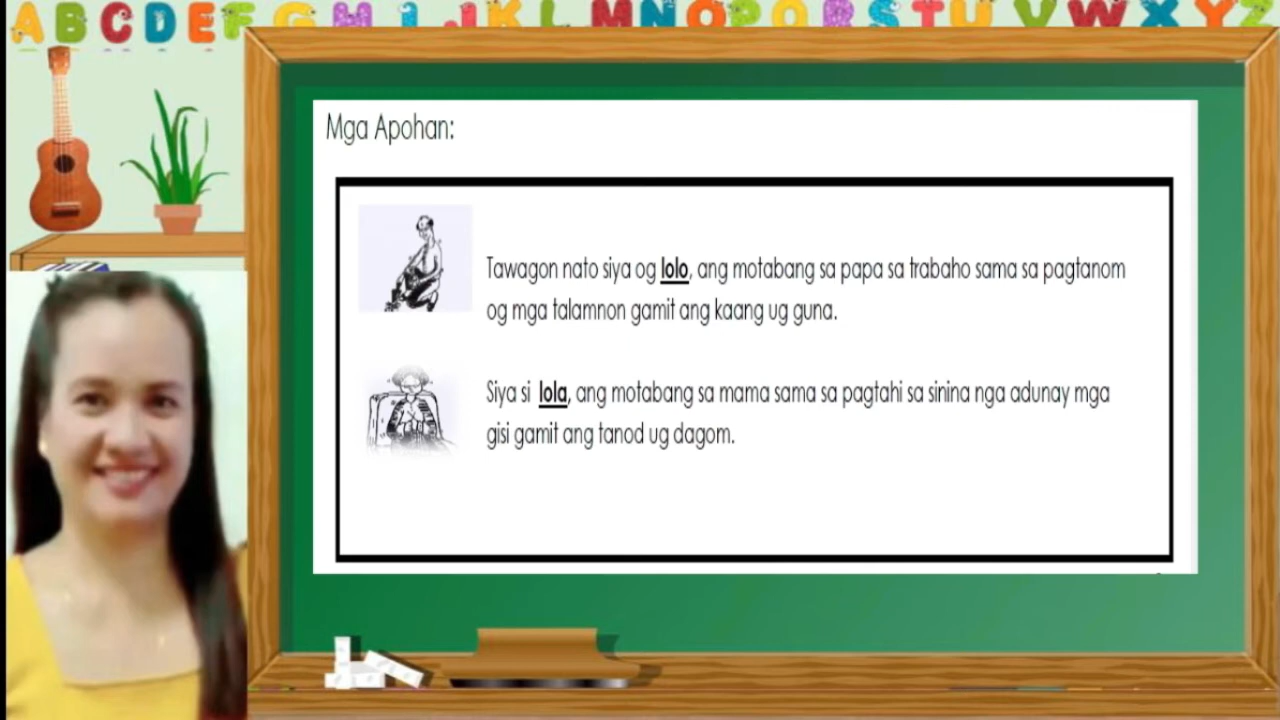 ABCDEFGHIJKLMNOPQRSTUVWXYZ
Mga Apohan:
Tawagon nato siya og lolo, ang motabang sa papa sa trabaho sama sa pagtanom
og mga talamnon gamit ang kaang ug guna.
Siya si lola, ang motabang sa mama sama sa pagtahi sa sinina nga adunay mga
gisi gamit ang tanod ug dagom.